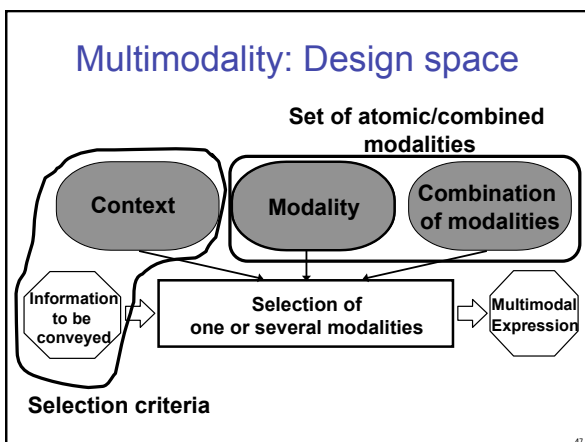 Multimodality: Design space
Set of atomic/combined
modalities
Context
Modality
Combination
of modalities
Information
to be
conveyed
Selection of
one or several modalities
Multimodal
Expression
Selection criteria
47